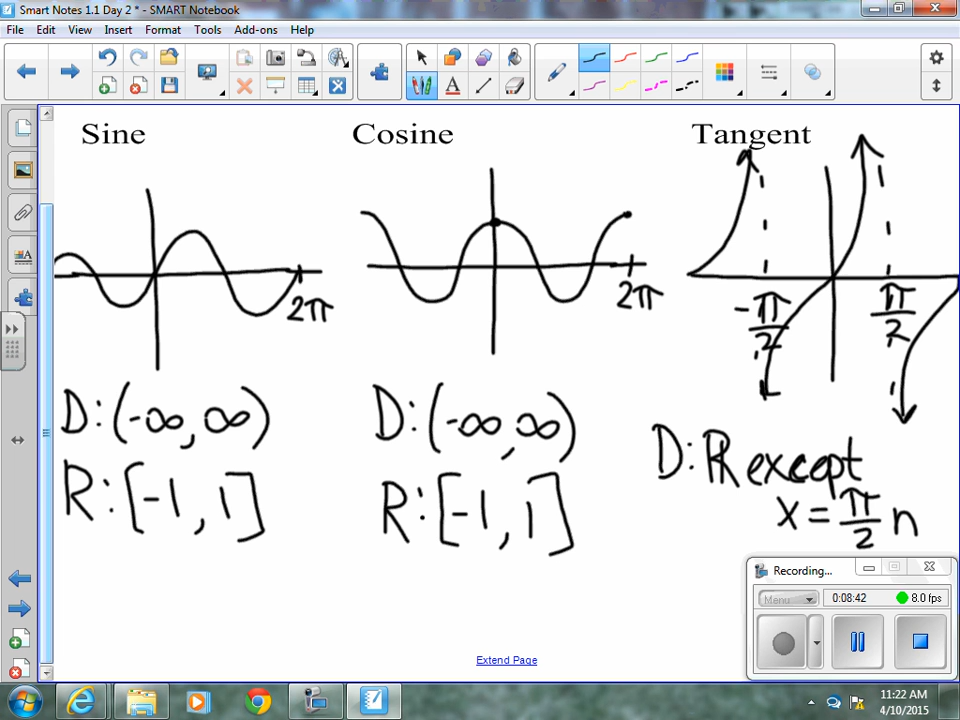 Smart Notes 1.1 Day 2 * - SMART Notebook
File Edit View Insert Format Tools Add-ons Help
Sine Cosine Tangent
2π 2π -π/2 π/2
D:(-∞,∞) D:(-∞,∞) D:ℝ except
R:[-1,1] R:[-1,1] x=π/2 n
Recording...
Menu 0:08:42 8.0 fps
Extend Page
11:22 AM
4/10/2015